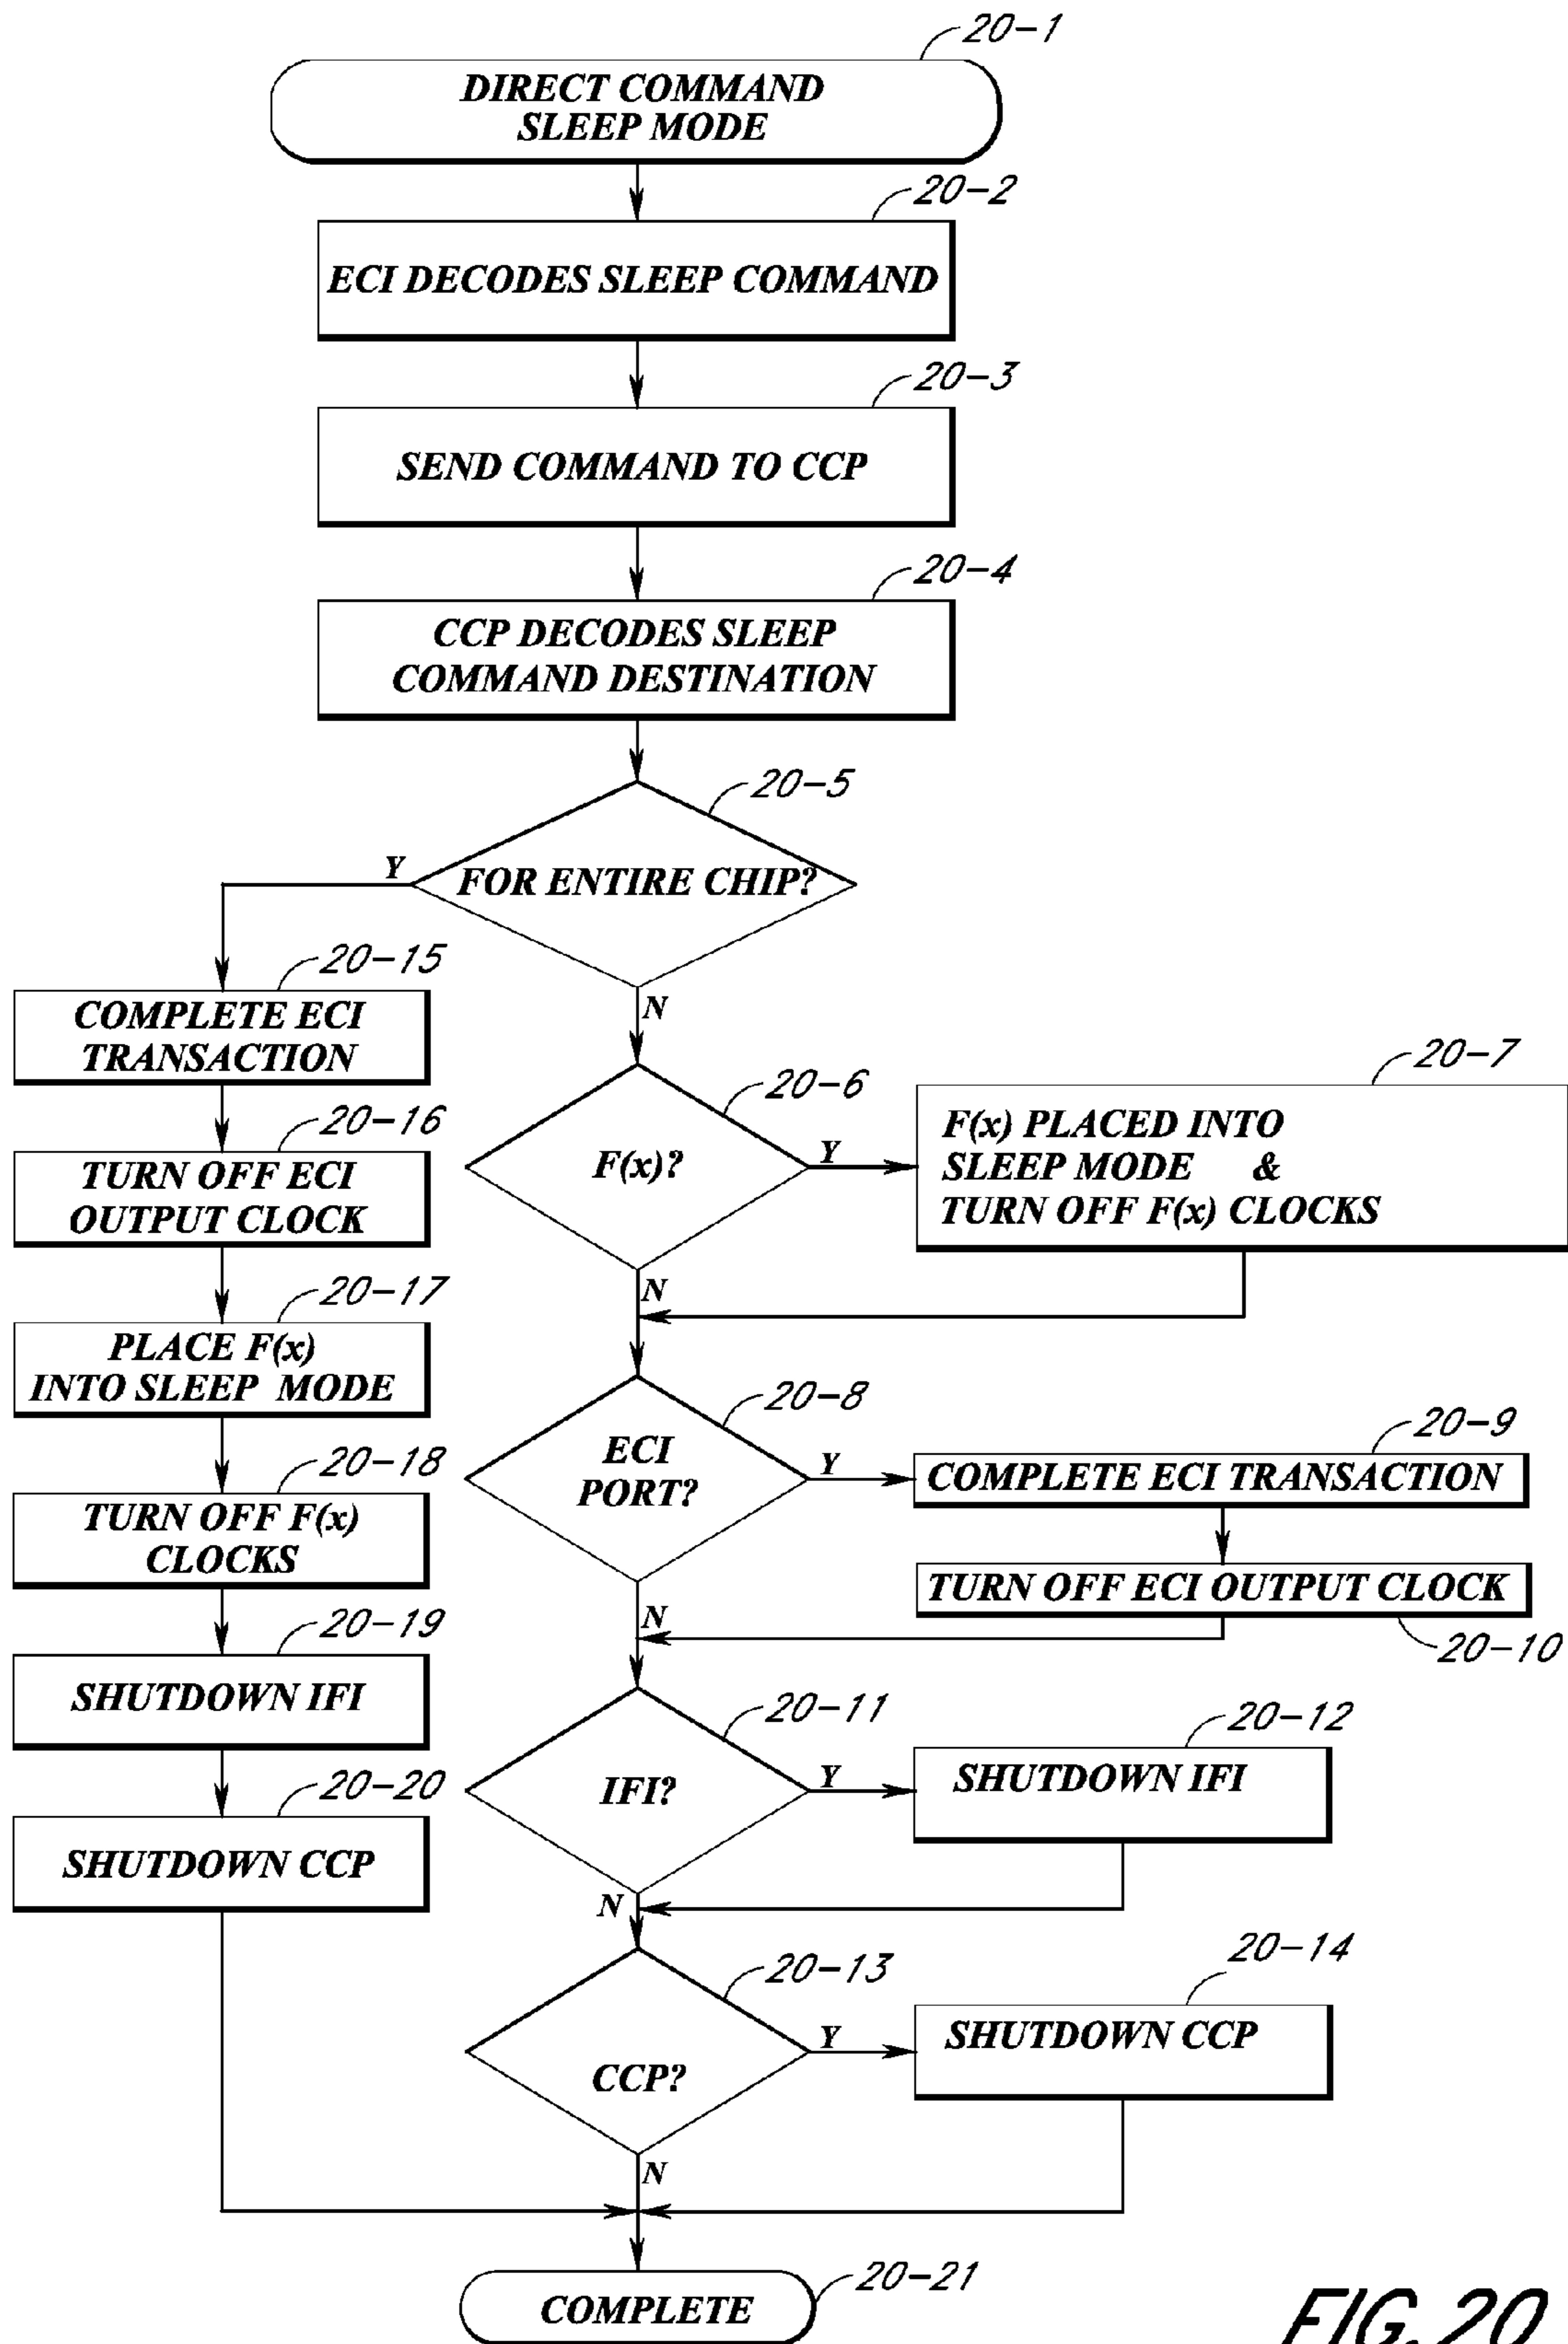 20-1
DIRECT COMMAND
SLEEP MODE
20-2
ECI DECODES SLEEP COMMAND
20-3
SEND COMMAND TO CCP
20-4
CCP DECODES SLEEP
COMMAND DESTINATION
20-5
FOR ENTIRE CHIP?
Y
N
20-15
COMPLETE ECI
TRANSACTION
20-16
TURN OFF ECI
OUTPUT CLOCK
20-17
PLACE F(x)
INTO SLEEP MODE
20-18
TURN OFF F(x)
CLOCKS
20-19
SHUTDOWN IFI
20-20
SHUTDOWN CCP
20-6
F(x)?
Y
N
20-7
F(x) PLACED INTO
SLEEP MODE &
TURN OFF F(x) CLOCKS
20-8
ECI
PORT?
Y
N
20-9
COMPLETE ECI TRANSACTION
TURN OFF ECI OUTPUT CLOCK
20-10
20-11
IFI?
Y
N
20-12
SHUTDOWN IFI
20-13
CCP?
Y
N
20-14
SHUTDOWN CCP
20-21
COMPLETE
FIG.20